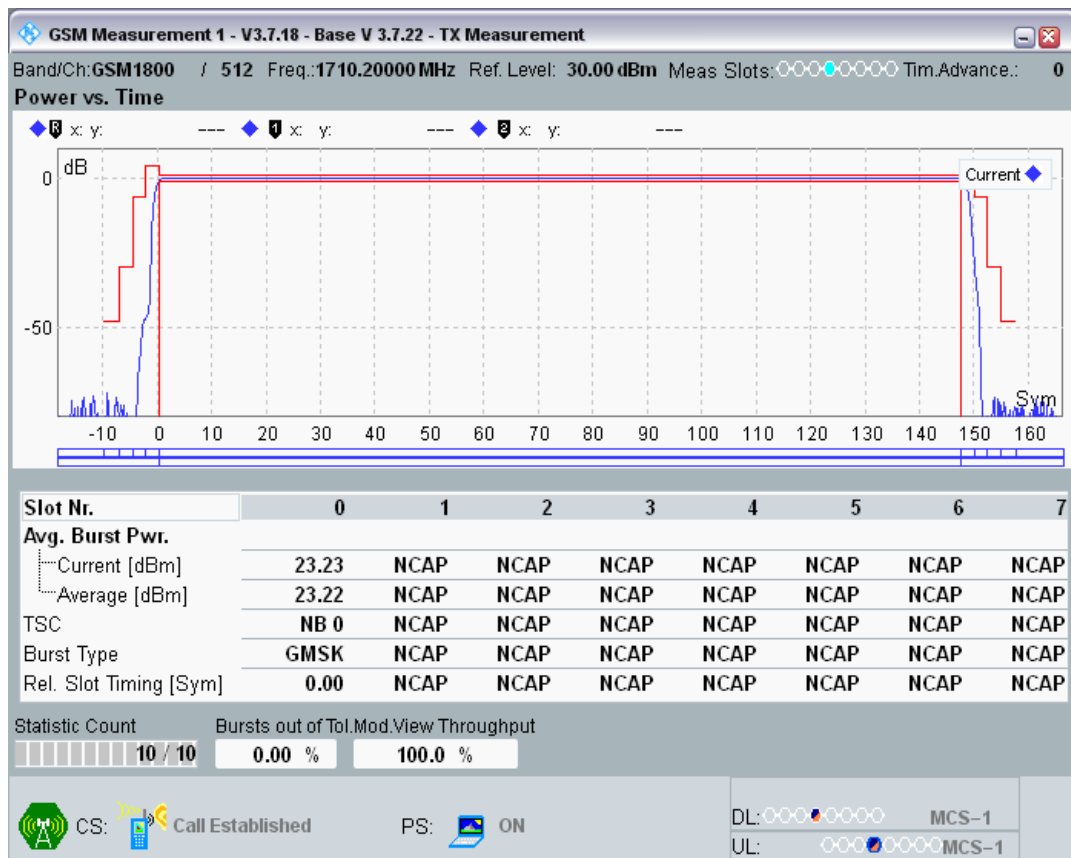 GSM Measurement 1 - V3.7.18 - Base V 3.7.22 - TX Measurement
Band/Ch:GSM1800 / 512 Freq.:1710.20000 MHz Ref. Level: 30.00 dBm Meas Slots: Tim.Advance.: 0
Power vs. Time
R x: y: --- 1 x: y: --- 2 x: y: ---
dB
Current
0
-50
Sym
-10 0 10 20 30 40 50 60 70 80 90 100 110 120 130 140 150 160
Slot Nr. 0 1 2 3 4 5 6 7
Avg. Burst Pwr.
Current [dBm] 23.23 NCAP NCAP NCAP NCAP NCAP NCAP NCAP
Average [dBm] 23.22 NCAP NCAP NCAP NCAP NCAP NCAP NCAP
TSC NB 0 NCAP NCAP NCAP NCAP NCAP NCAP NCAP
Burst Type GMSK NCAP NCAP NCAP NCAP NCAP NCAP NCAP
Rel. Slot Timing [Sym] 0.00 NCAP NCAP NCAP NCAP NCAP NCAP NCAP
Statistic Count Bursts out of Tol.Mod.View Throughput
10 / 10 0.00 % 100.0 %
CS: Call Established PS: ON
DL: MCS-1
UL: MCS-1